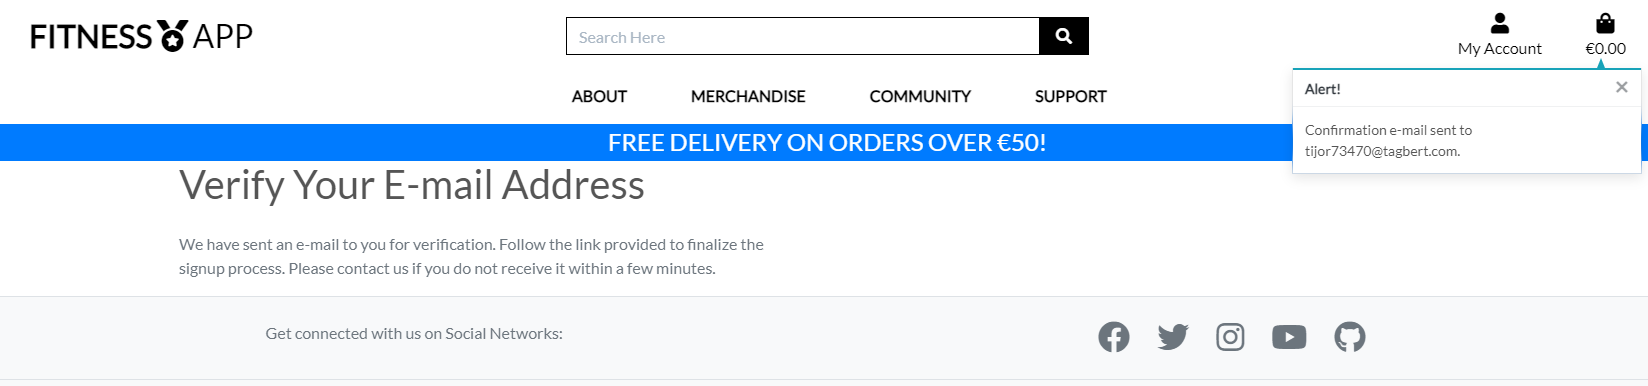 FITNESS APP
Search Here
My Account
€0.00
ABOUT MERCHANDISE COMMUNITY SUPPORT
Alert!
Confirmation e-mail sent to
tijor73470@tagbert.com.
FREE DELIVERY ON ORDERS OVER €50!
Verify Your E-mail Address
We have sent an e-mail to you for verification. Follow the link provided to finalize the
signup process. Please contact us if you do not receive it within a few minutes.
Get connected with us on Social Networks: